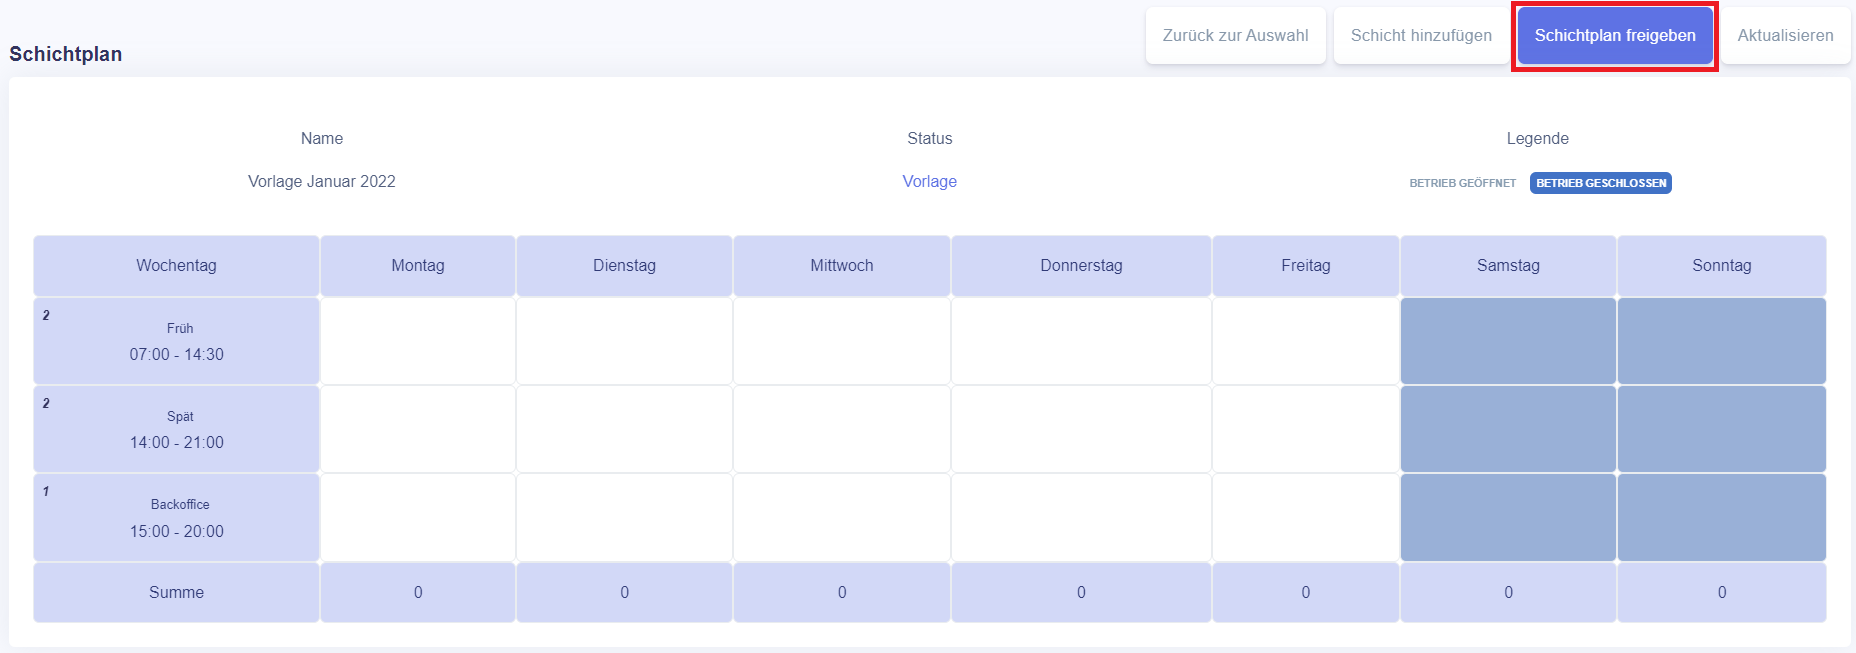 Zurück zur Auswahl Schicht hinzufügen Schichtplan freigeben Aktualisieren
Schichtplan
Name Status Legende
Vorlage Januar 2022 Vorlage BETRIEB GEÖFFNET BETRIEB GESCHLOSSEN
Wochentag Montag Dienstag Mittwoch Donnerstag Freitag Samstag Sonntag
2
Früh
07:00 - 14:30
2
Spät
14:00 - 21:00
1
Backoffice
15:00 - 20:00
Summe 0 0 0 0 0 0 0